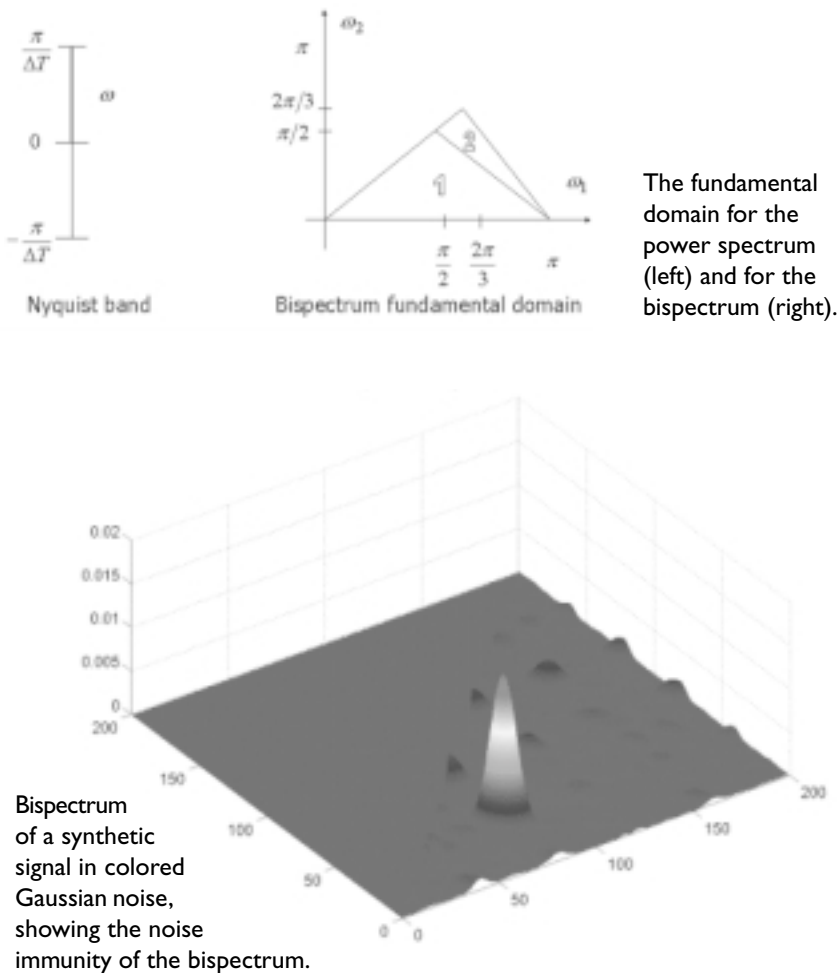 π/ΔT
ω
0
-π/ΔT
Nyquist band
ω₂
π
2π/3
π/2
1
2
ω₁
π/2
2π/3
π
Bispectrum fundamental domain
The fundamental
domain for the
power spectrum
(left) and for the
bispectrum (right).
0.02
0.015
0.01
0.005
0
200
150
100
50
0
0
50
100
150
200
Bispectrum
of a synthetic
signal in colored
Gaussian noise,
showing the noise
immunity of the bispectrum.